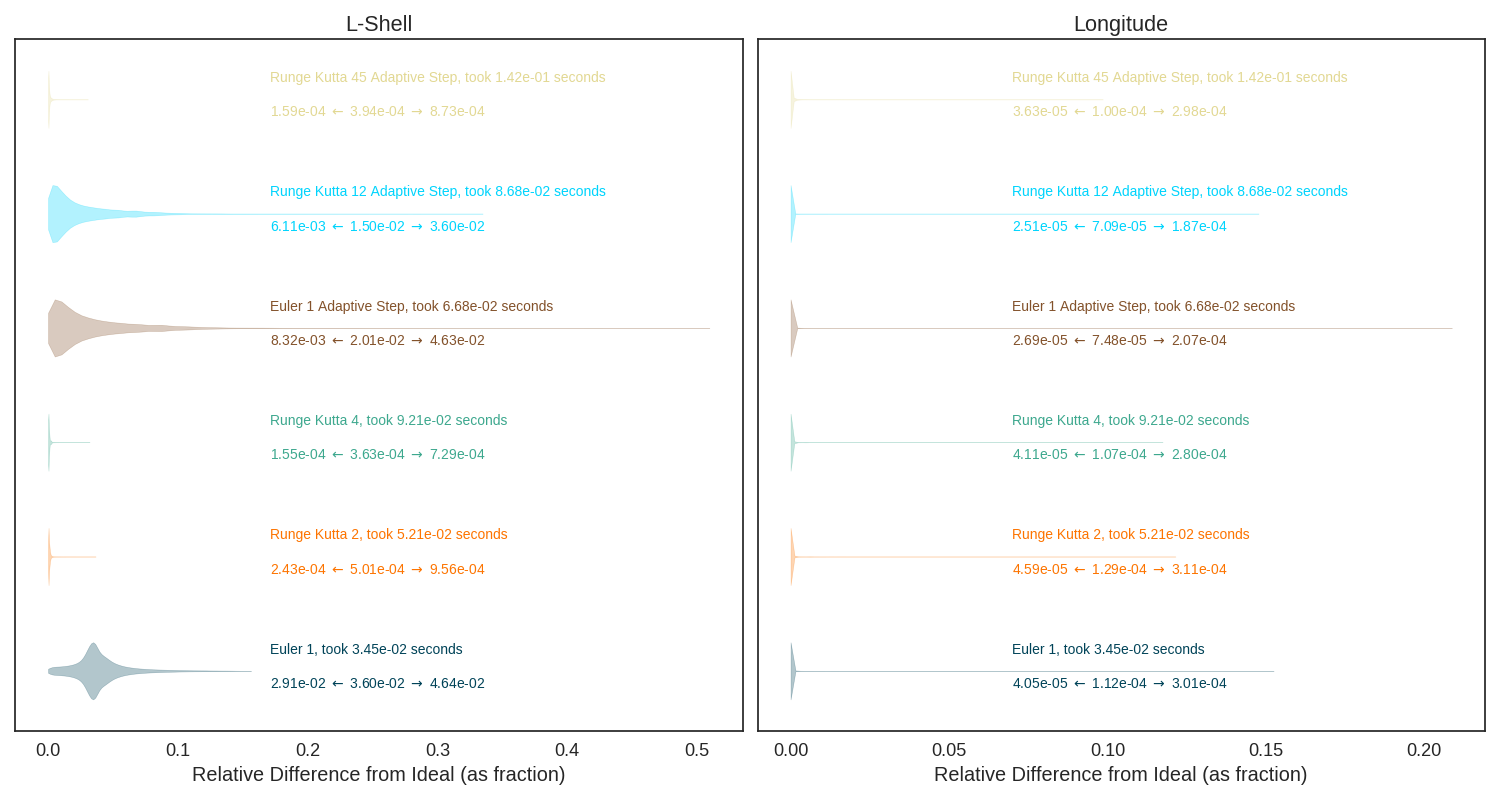 L-Shell
Runge Kutta 45 Adaptive Step, took 1.42e-01 seconds
1.59e-04 ← 3.94e-04 → 8.73e-04
Runge Kutta 12 Adaptive Step, took 8.68e-02 seconds
6.11e-03 ← 1.50e-02 → 3.60e-02
Euler 1 Adaptive Step, took 6.68e-02 seconds
8.32e-03 ← 2.01e-02 → 4.63e-02
Runge Kutta 4, took 9.21e-02 seconds
1.55e-04 ← 3.63e-04 → 7.29e-04
Runge Kutta 2, took 5.21e-02 seconds
2.43e-04 ← 5.01e-04 → 9.56e-04
Euler 1, took 3.45e-02 seconds
2.91e-02 ← 3.60e-02 → 4.64e-02
0.0 0.1 0.2 0.3 0.4 0.5
Relative Difference from Ideal (as fraction)
Longitude
Runge Kutta 45 Adaptive Step, took 1.42e-01 seconds
3.63e-05 ← 1.00e-04 → 2.98e-04
Runge Kutta 12 Adaptive Step, took 8.68e-02 seconds
2.51e-05 ← 7.09e-05 → 1.87e-04
Euler 1 Adaptive Step, took 6.68e-02 seconds
2.69e-05 ← 7.48e-05 → 2.07e-04
Runge Kutta 4, took 9.21e-02 seconds
4.11e-05 ← 1.07e-04 → 2.80e-04
Runge Kutta 2, took 5.21e-02 seconds
4.59e-05 ← 1.29e-04 → 3.11e-04
Euler 1, took 3.45e-02 seconds
4.05e-05 ← 1.12e-04 → 3.01e-04
0.00 0.05 0.10 0.15 0.20
Relative Difference from Ideal (as fraction)